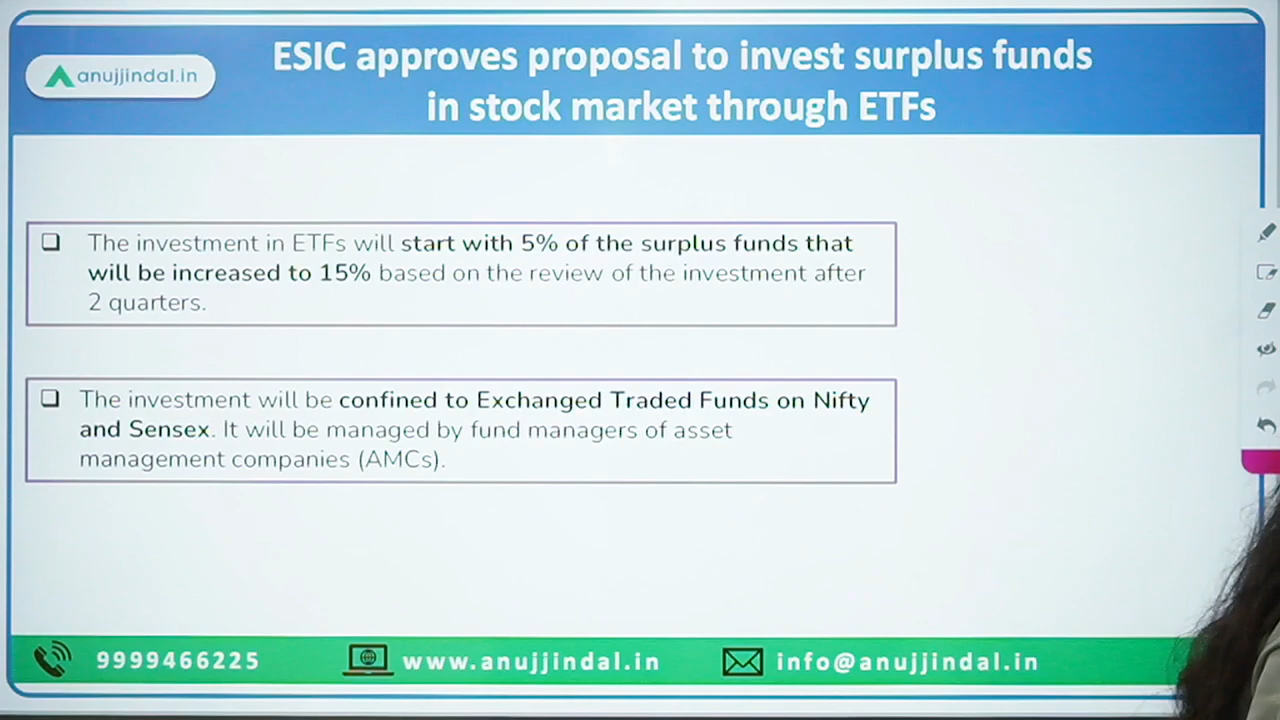 anujjindal.in
ESIC approves proposal to invest surplus funds
in stock market through ETFs
❑ The investment in ETFs will start with 5% of the surplus funds that
will be increased to 15% based on the review of the investment after
2 quarters.
❑ The investment will be confined to Exchanged Traded Funds on Nifty
and Sensex. It will be managed by fund managers of asset
management companies (AMCs).
9999466225
www.anujjindal.in
info@anujjindal.in